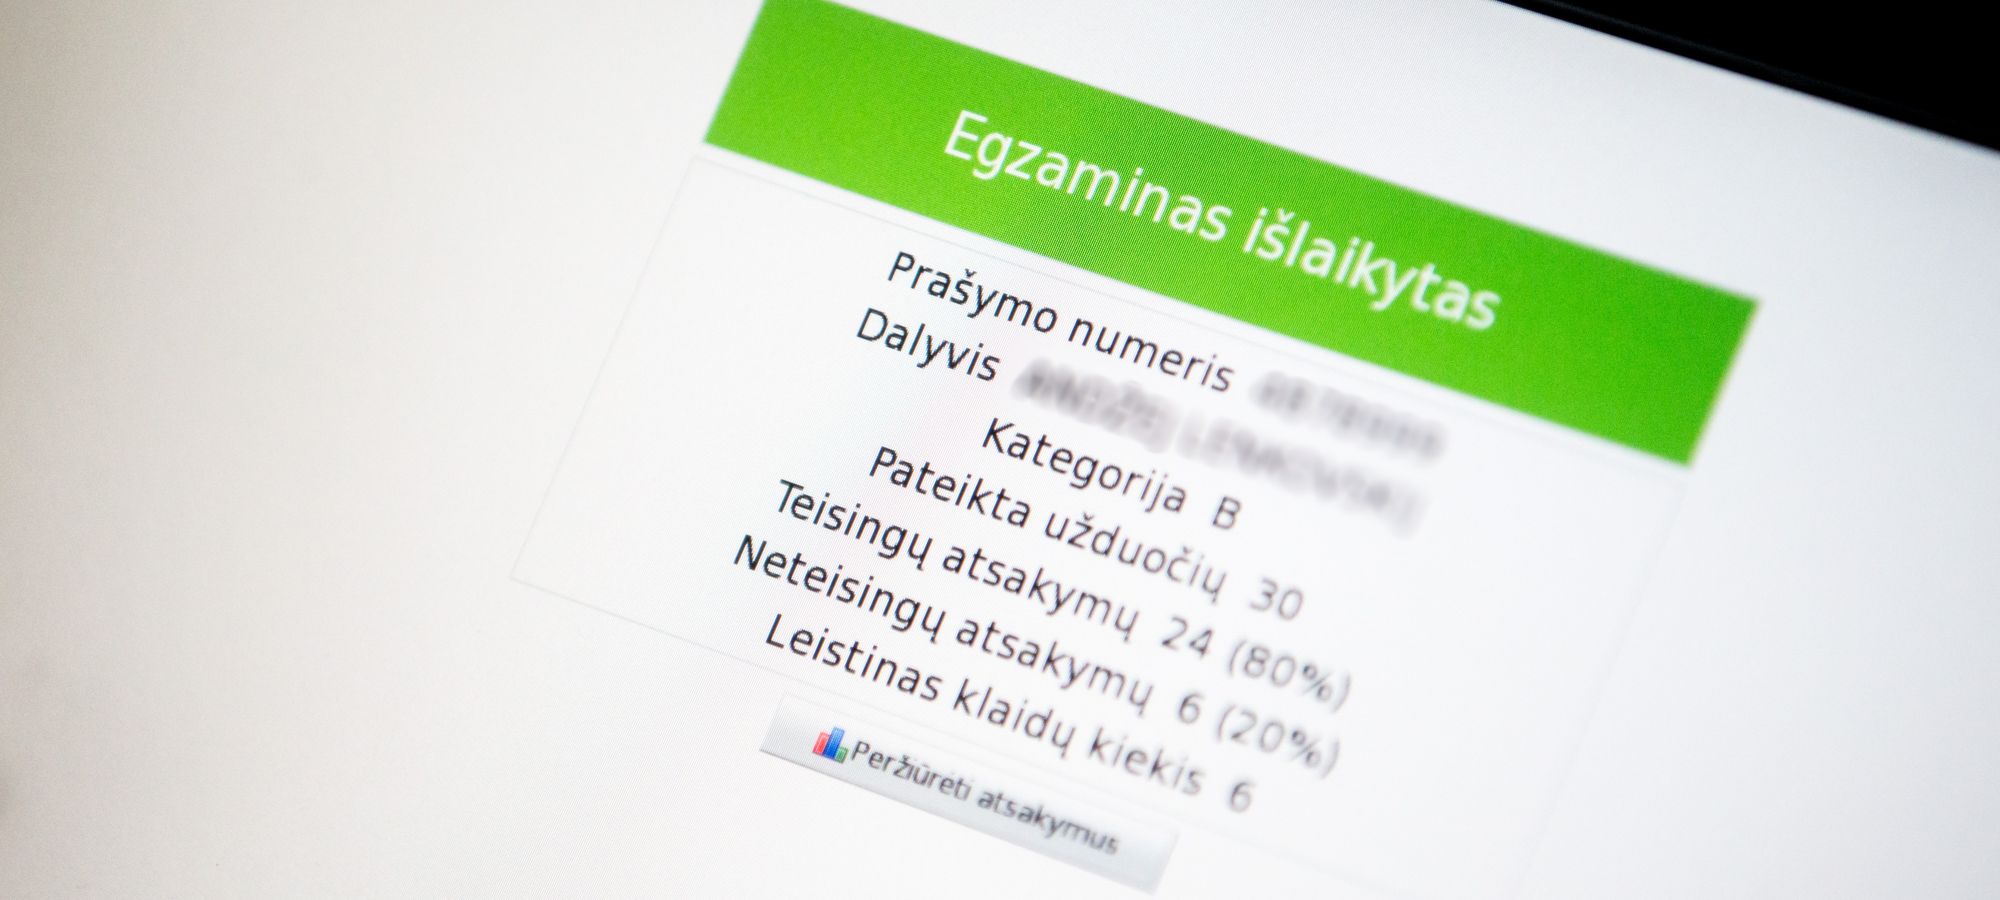 Egzaminas išlaikytas
Prašymo numeris
Dalyvis
Kategorija B
Pateikta užduočių 30
Teisingų atsakymų 24 (80%)
Neteisingų atsakymų 6 (20%)
Leistinas klaidų kiekis 6
Peržiūrėti atsakymus